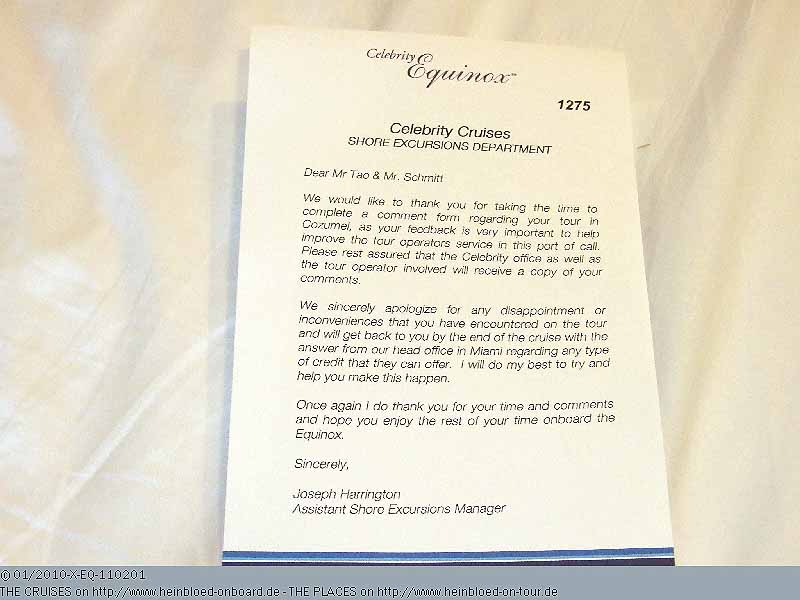 Celebrity
Equinox℠
1275
Celebrity Cruises
SHORE EXCURSIONS DEPARTMENT
Dear Mr Tao & Mr. Schmitt
We would like to thank you for taking the time to
complete a comment form regarding your tour in
Cozumel, as your feedback is very important to help
improve the tour operators service in this port of call.
Please rest assured that the Celebrity office as well as
the tour operator involved will receive a copy of your
comments.
We sincerely apologize for any disappointment or
inconveniences that you have encountered on the tour
and will get back to you by the end of the cruise with the
answer from our head office in Miami regarding any type
of credit that they can offer. I will do my best to try and
help you make this happen.
Once again I do thank you for your time and comments
and hope you enjoy the rest of your time onboard the
Equinox.
Sincerely,
Joseph Harrington
Assistant Shore Excursions Manager
© 01/2010-X-EQ-110201
THE CRUISES on http://www.heinbloed-onboard.de - THE PLACES on http://www.heinbloed-on-tour.de